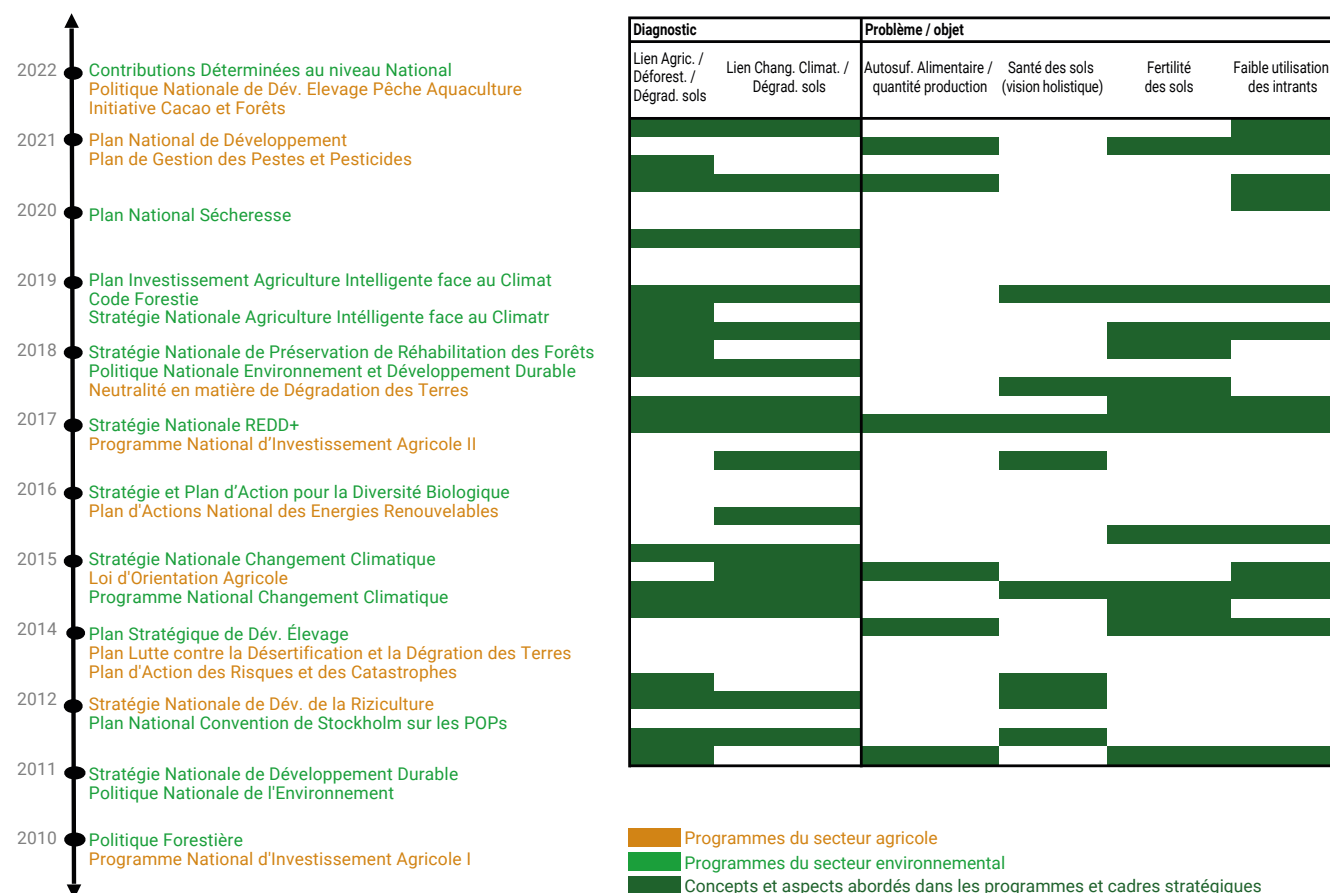 2022
Contributions Déterminées au niveau National
Politique Nationale de Dév. Elevage Pêche Aquaculture
Initiative Cacao et Forêts
2021
Plan National de Développement
Plan de Gestion des Pestes et Pesticides
2020
Plan National Sécheresse
2019
Plan Investissement Agriculture Intelligente face au Climat
Code Forestie
Stratégie Nationale Agriculture Intélligente face au Climatr
2018
Stratégie Nationale de Préservation de Réhabilitation des Forêts
Politique Nationale Environnement et Développement Durable
Neutralité en matière de Dégradation des Terres
2017
Stratégie Nationale REDD+
Programme National d'Investissement Agricole II
2016
Stratégie et Plan d'Action pour la Diversité Biologique
Plan d'Actions National des Energies Renouvelables
2015
Stratégie Nationale Changement Climatique
Loi d'Orientation Agricole
Programme National Changement Climatique
2014
Plan Stratégique de Dév. Élevage
Plan Lutte contre la Désertification et la Dégration des Terres
Plan d'Action des Risques et des Catastrophes
2012
Stratégie Nationale de Dév. de la Riziculture
Plan National Convention de Stockholm sur les POPs
2011
Stratégie Nationale de Développement Durable
Politique Nationale de l'Environnement
2010
Politique Forestière
Programme National d'Investissement Agricole I
Diagnostic
Problème / objet
Lien Agric. /
Déforest. /
Dégrad. sols
Lien Chang. Climat. /
Dégrad. sols
Autosuf. Alimentaire /
quantité production
Santé des sols
(vision holistique)
Fertilité
des sols
Faible utilisation
des intrants
Programmes du secteur agricole
Programmes du secteur environnemental
Concepts et aspects abordés dans les programmes et cadres stratégiques